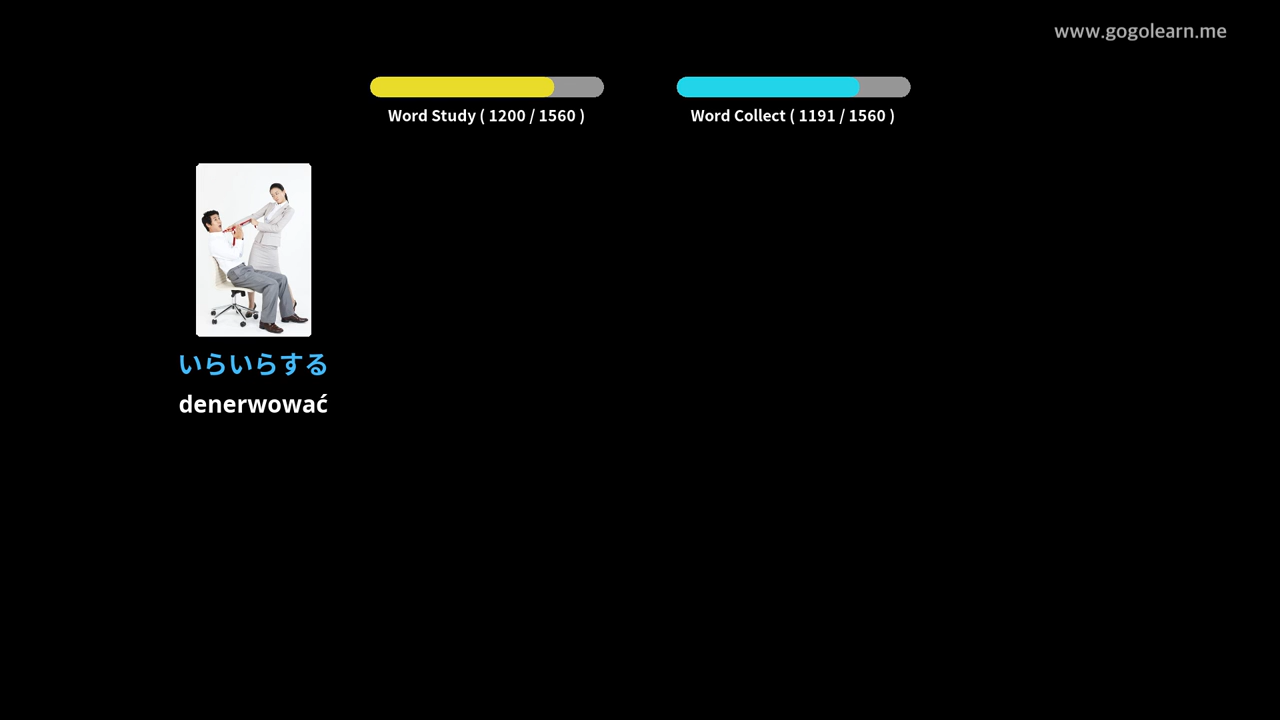 www.gogolearn.me
Word Study ( 1200 / 1560 )
Word Collect ( 1191 / 1560 )
いらいらする
denerwować